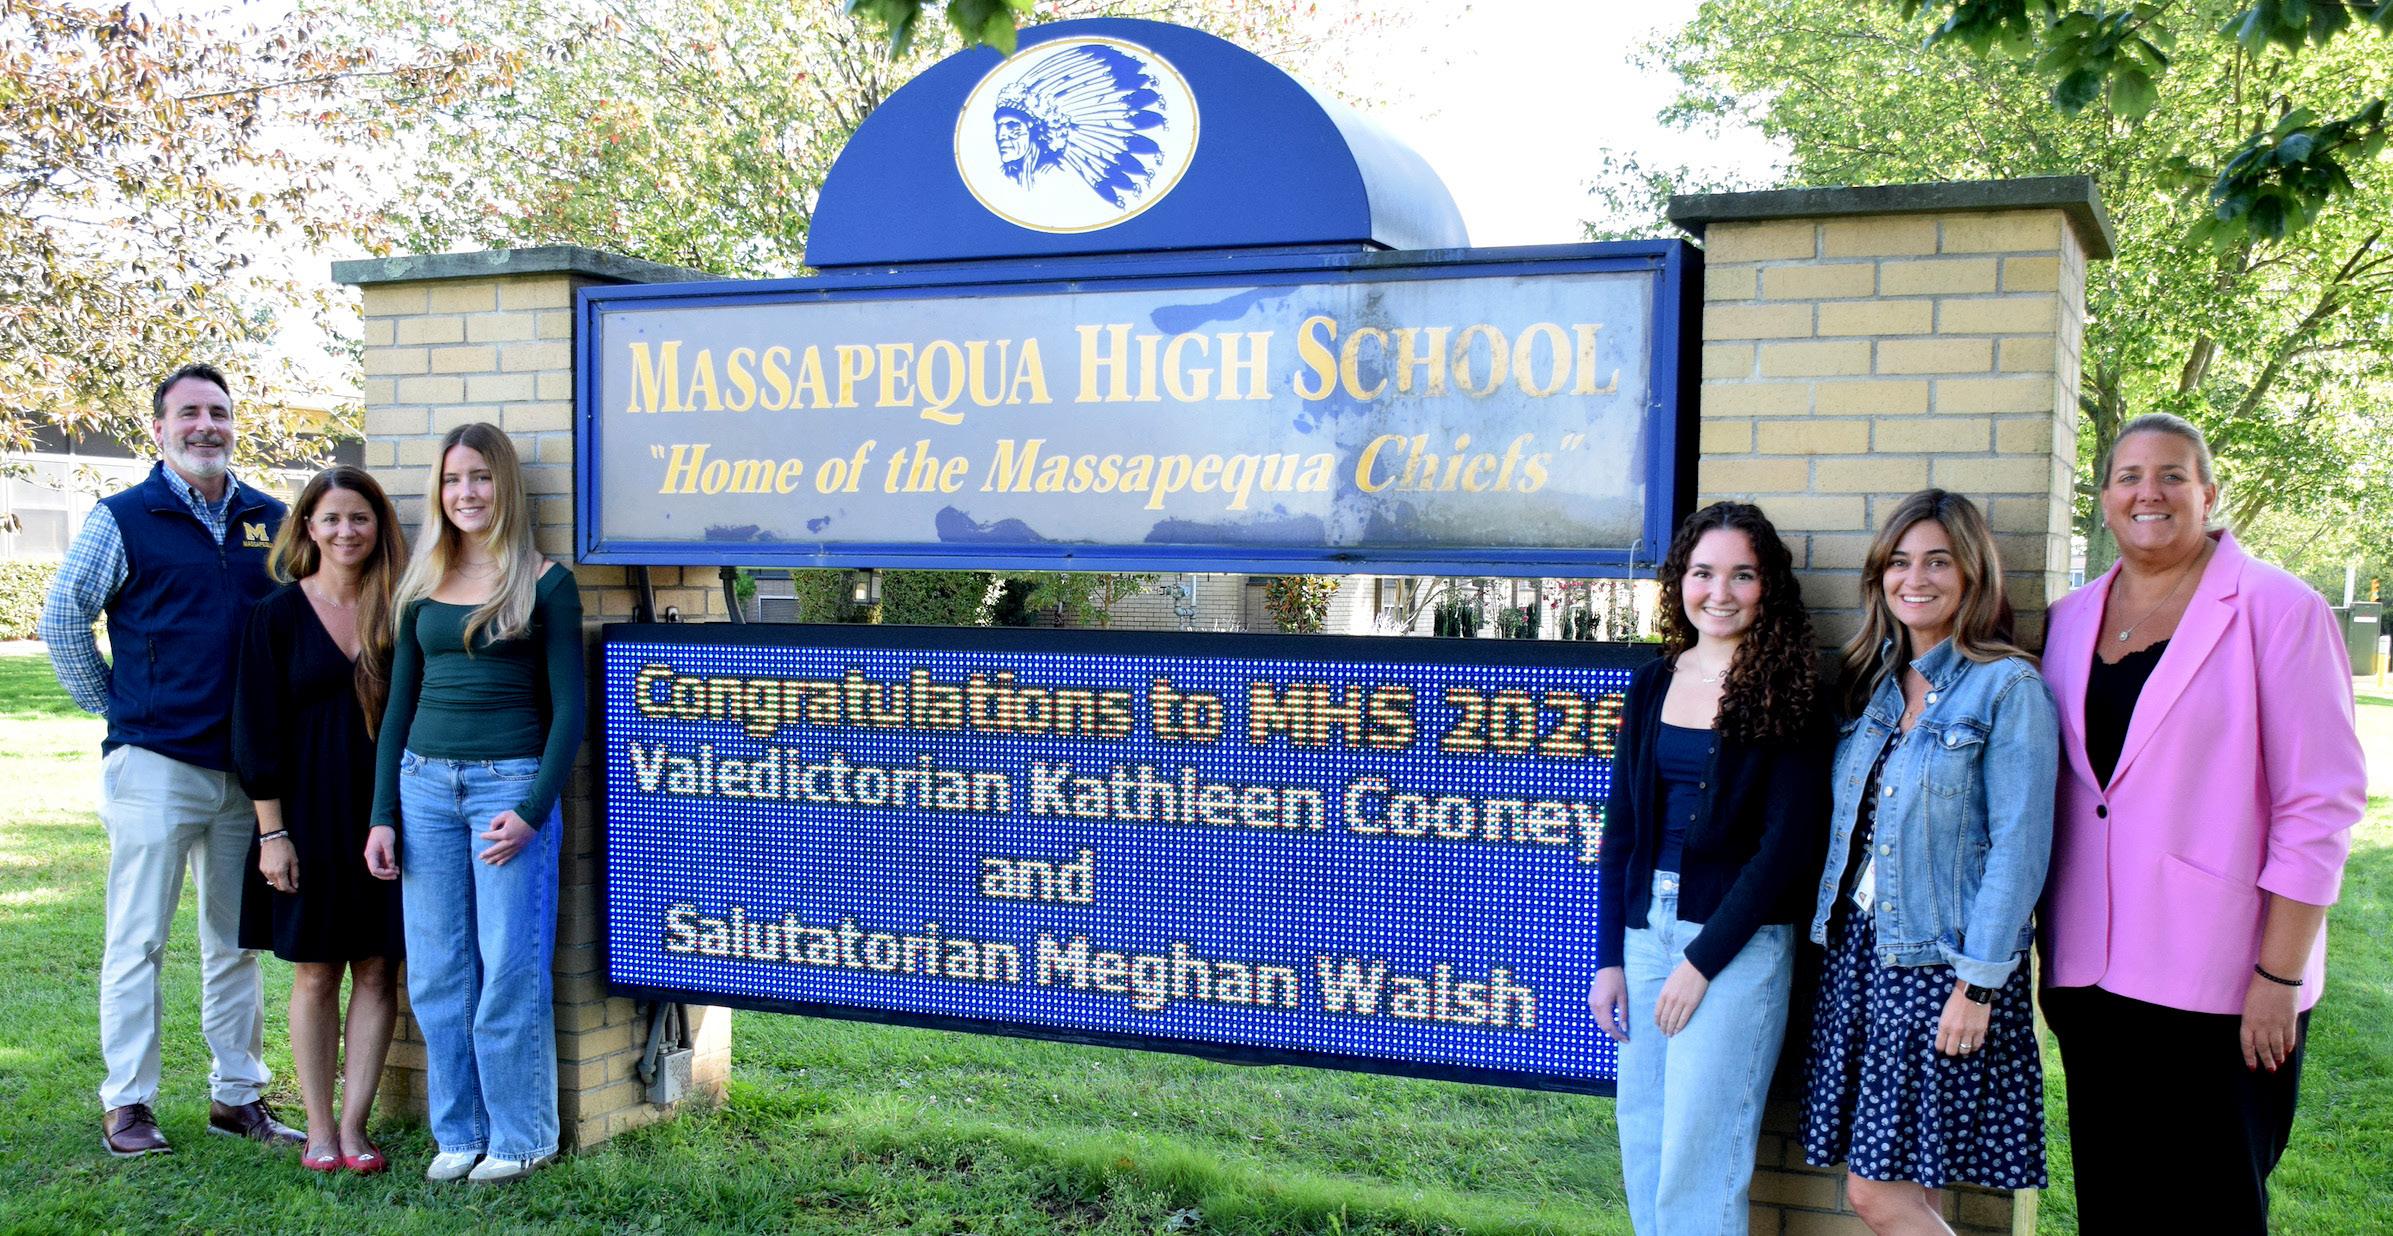 MASSAPEQUA HIGH SCHOOL
"Home of the Massapequa Chiefs"
Congratulations to MHS 2026
Valedictorian Kathleen Cooney
and
Salutatorian Meghan Walsh
M
MASSAPEQUA